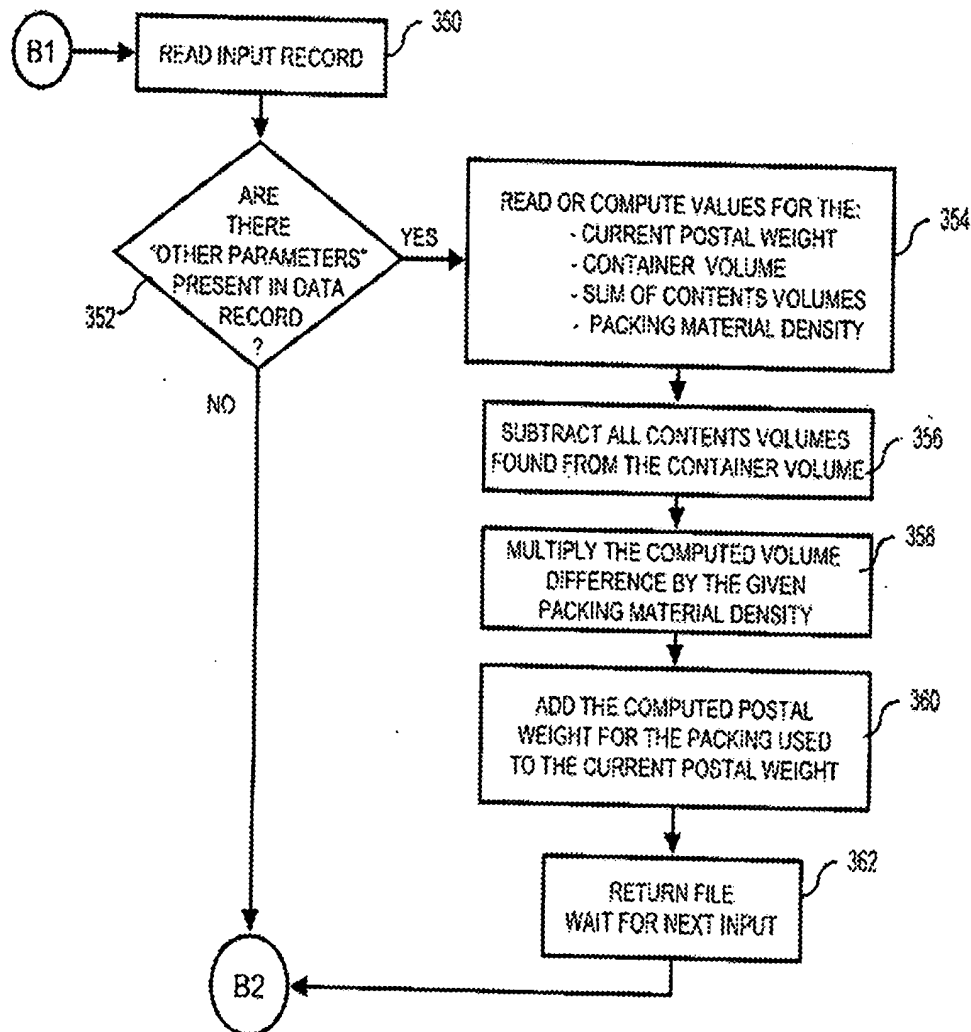 B1
READ INPUT RECORD
350
ARE
THERE
"OTHER PARAMETERS"
PRESENT IN DATA
RECORD
?
352
YES
NO
READ OR COMPUTE VALUES FOR THE:
- CURRENT POSTAL WEIGHT
- CONTAINER VOLUME
- SUM OF CONTENTS VOLUMES
- PACKING MATERIAL DENSITY
354
SUBTRACT ALL CONTENTS VOLUMES
FOUND FROM THE CONTAINER VOLUME
356
MULTIPLY THE COMPUTED VOLUME
DIFFERENCE BY THE GIVEN
PACKING MATERIAL DENSITY
358
ADD THE COMPUTED POSTAL
WEIGHT FOR THE PACKING USED
TO THE CURRENT POSTAL WEIGHT
360
RETURN FILE
WAIT FOR NEXT INPUT
362
B2